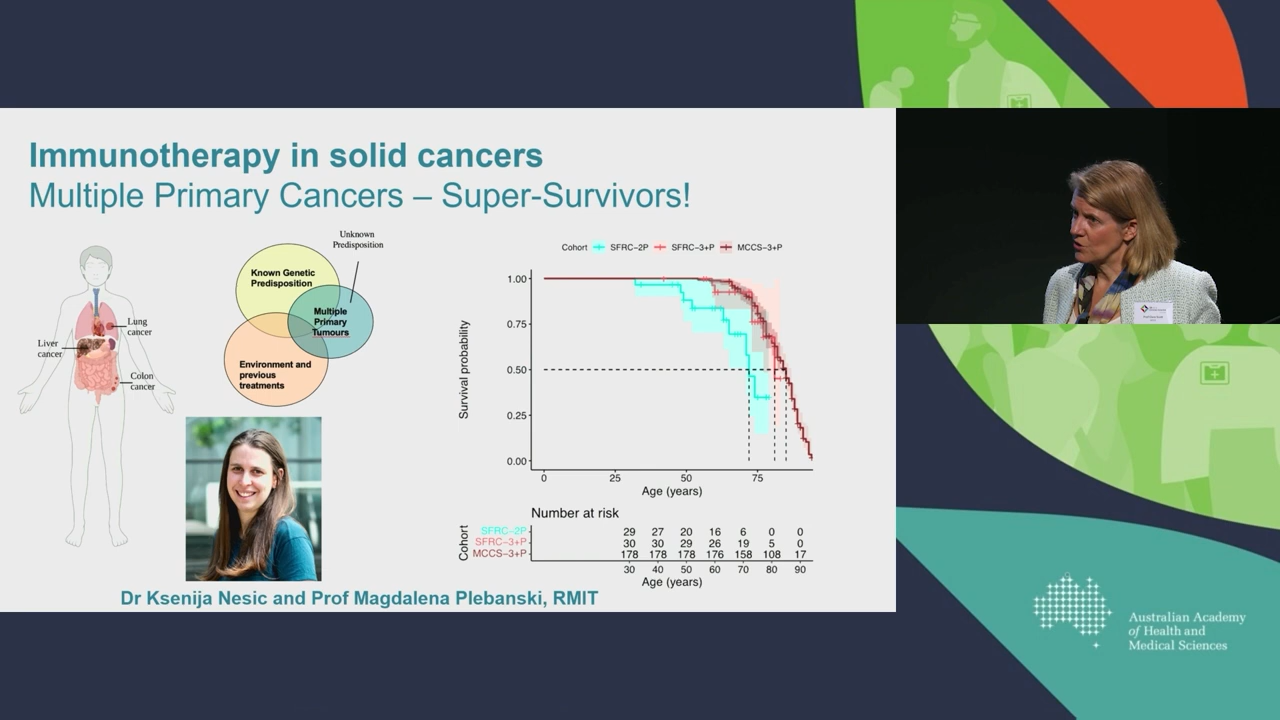 Immunotherapy in solid cancers
Multiple Primary Cancers – Super-Survivors!
Lung
cancer
Liver
cancer
Colon
cancer
Known Genetic
Predisposition
Unknown
Predisposition
Multiple
Primary
Tumours
Environment and
previous
treatments
Cohort SFRC−2P SFRC−3+P MCCS−3+P
Survival probability
1.00
0.75
0.50
0.25
0.00
0 25 50 75
Age (years)
Number at risk
Cohort
SFRC−2P 29 27 20 16 6 0 0
SFRC−3+P 30 30 29 26 19 5 0
MCCS−3+P 178 178 178 176 158 108 17
30 40 50 60 70 80 90
Age (years)
Dr Ksenija Nesic and Prof Magdalena Plebanski, RMIT
Australian Academy
of Health and
Medical Sciences